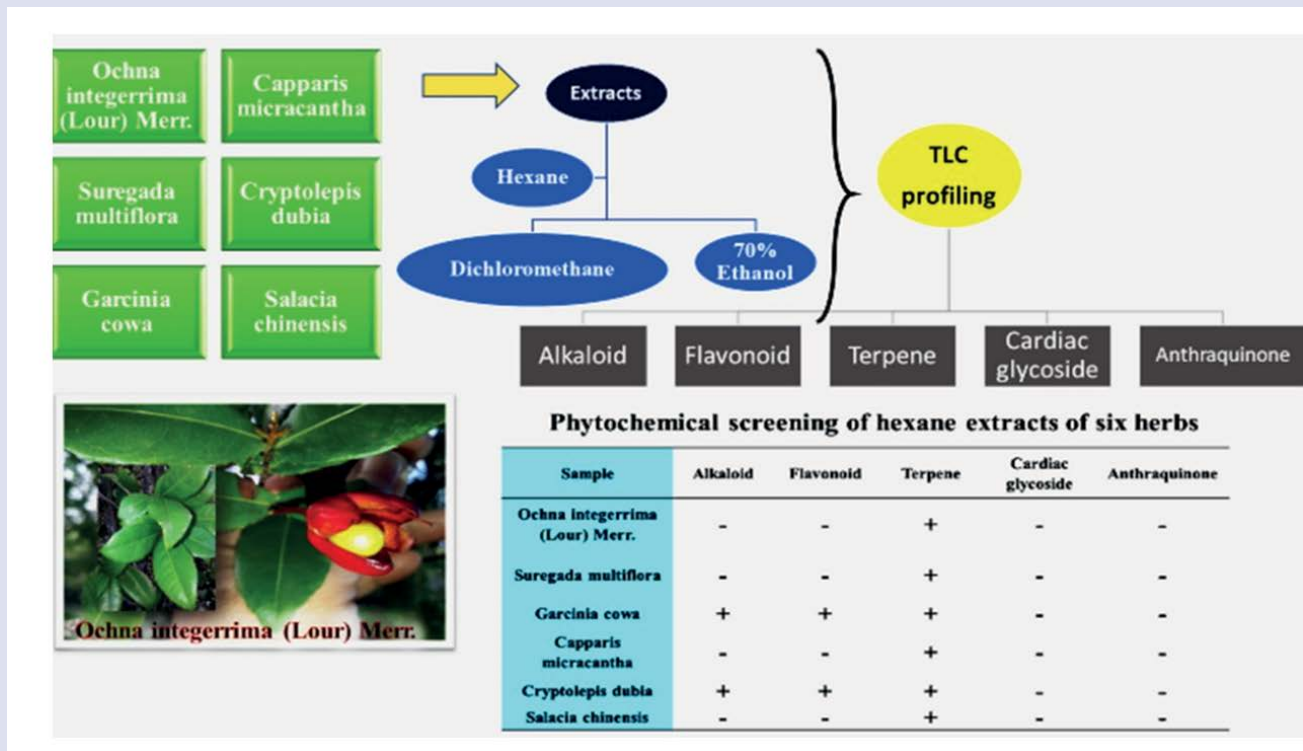 Ochna
integerrima
(Lour) Merr.
Capparis
micracantha
Suregada
multiflora
Cryptolepis
dubia
Garcinia
cowa
Salacia
chinensis
Extracts
Hexane
Dichloromethane
70%
Ethanol
TLC
profiling
Alkaloid
Flavonoid
Terpene
Cardiac
glycoside
Anthraquinone
Ochna integerrima (Lour) Merr.
Phytochemical screening of hexane extracts of six herbs
Sample Alkaloid Flavonoid Terpene Cardiac glycoside Anthraquinone
Ochna integerrima
(Lour) Merr. - - + - -
Suregada multiflora - - + - -
Garcinia cowa + + + - -
Capparis
micracantha - - + - -
Cryptolepis dubia + + + - -
Salacia chinensis - - + - -